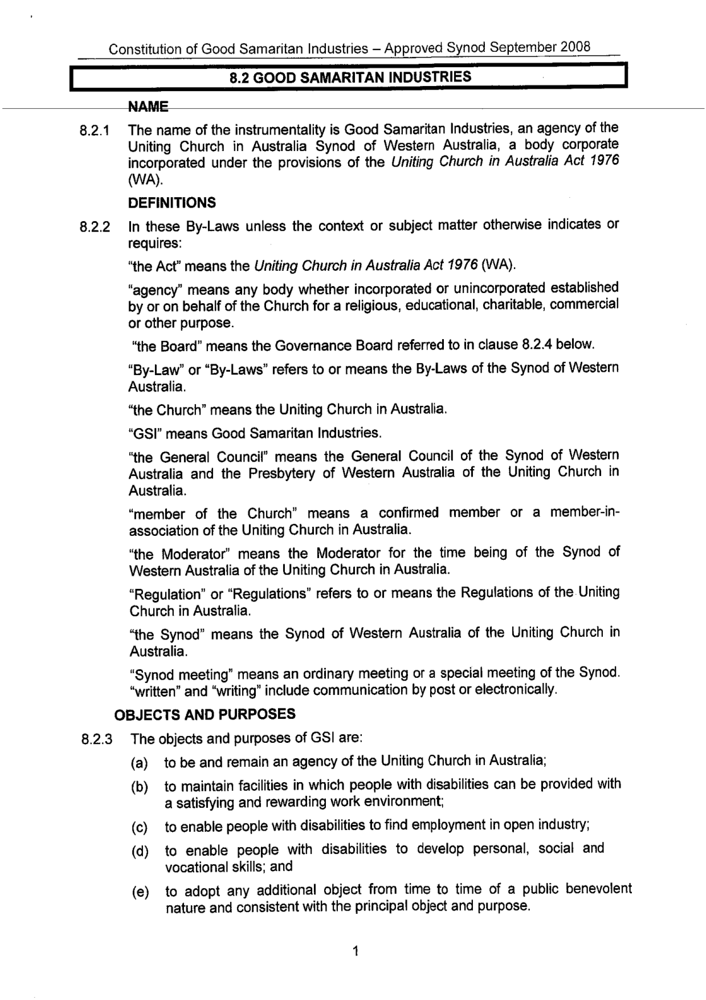 Constitution of Good Samaritan Industries – Approved Synod September 2008
8.2 GOOD SAMARITAN INDUSTRIES
NAME
8.2.1 The name of the instrumentality is Good Samaritan Industries, an agency of the
Uniting Church in Australia Synod of Western Australia, a body corporate
incorporated under the provisions of the Uniting Church in Australia Act 1976
(WA).
DEFINITIONS
8.2.2 In these By-Laws unless the context or subject matter otherwise indicates or
requires:
“the Act” means the Uniting Church in Australia Act 1976 (WA).
“agency” means any body whether incorporated or unincorporated established
by or on behalf of the Church for a religious, educational, charitable, commercial
or other purpose.
“the Board” means the Governance Board referred to in clause 8.2.4 below.
“By-Law” or “By-Laws” refers to or means the By-Laws of the Synod of Western
Australia.
“the Church” means the Uniting Church in Australia.
“GSI” means Good Samaritan Industries.
“the General Council” means the General Council of the Synod of Western
Australia and the Presbytery of Western Australia of the Uniting Church in
Australia.
“member of the Church” means a confirmed member or a member-in-
association of the Uniting Church in Australia.
“the Moderator” means the Moderator for the time being of the Synod of
Western Australia of the Uniting Church in Australia.
“Regulation” or “Regulations” refers to or means the Regulations of the Uniting
Church in Australia.
“the Synod” means the Synod of Western Australia of the Uniting Church in
Australia.
“Synod meeting” means an ordinary meeting or a special meeting of the Synod.
“written” and “writing” include communication by post or electronically.
OBJECTS AND PURPOSES
8.2.3 The objects and purposes of GSI are:
(a) to be and remain an agency of the Uniting Church in Australia;
(b) to maintain facilities in which people with disabilities can be provided with
a satisfying and rewarding work environment;
(c) to enable people with disabilities to find employment in open industry;
(d) to enable people with disabilities to develop personal, social and
vocational skills; and
(e) to adopt any additional object from time to time of a public benevolent
nature and consistent with the principal object and purpose.
1